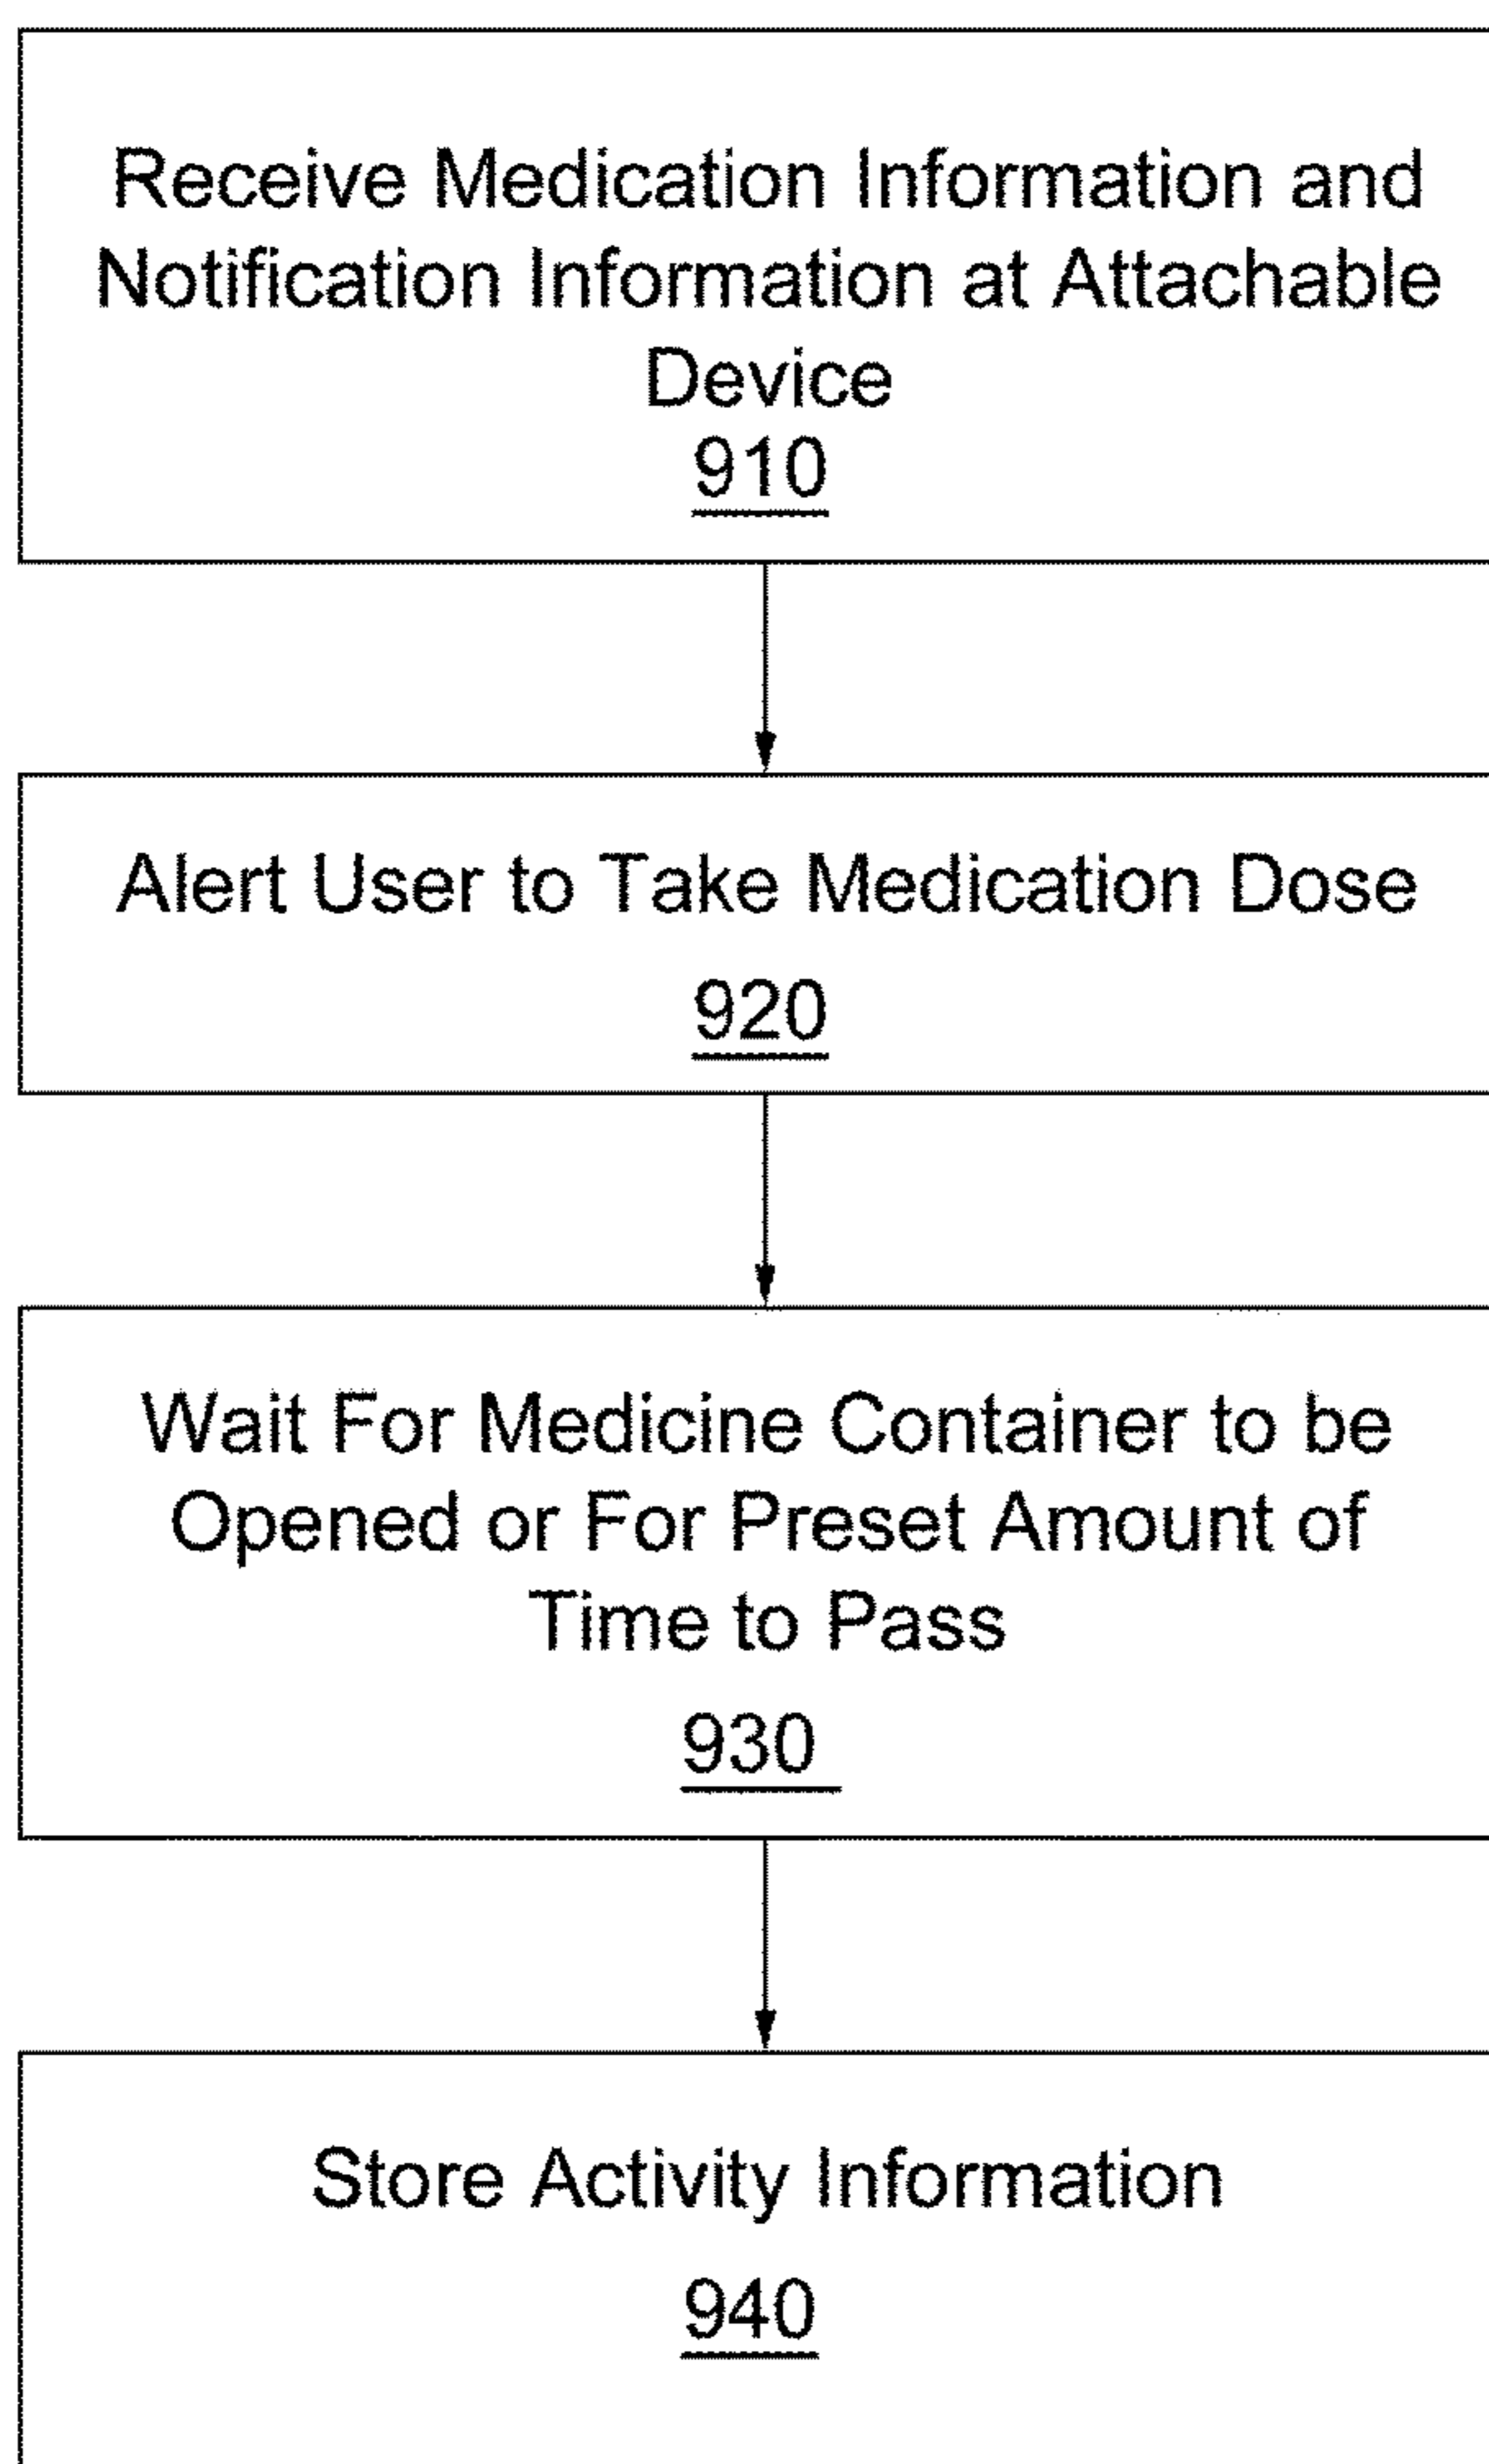 Receive Medication Information and
Notification Information at Attachable
Device
910
Alert User to Take Medication Dose
920
Wait For Medicine Container to be
Opened or For Preset Amount of
Time to Pass
930
Store Activity Information
940